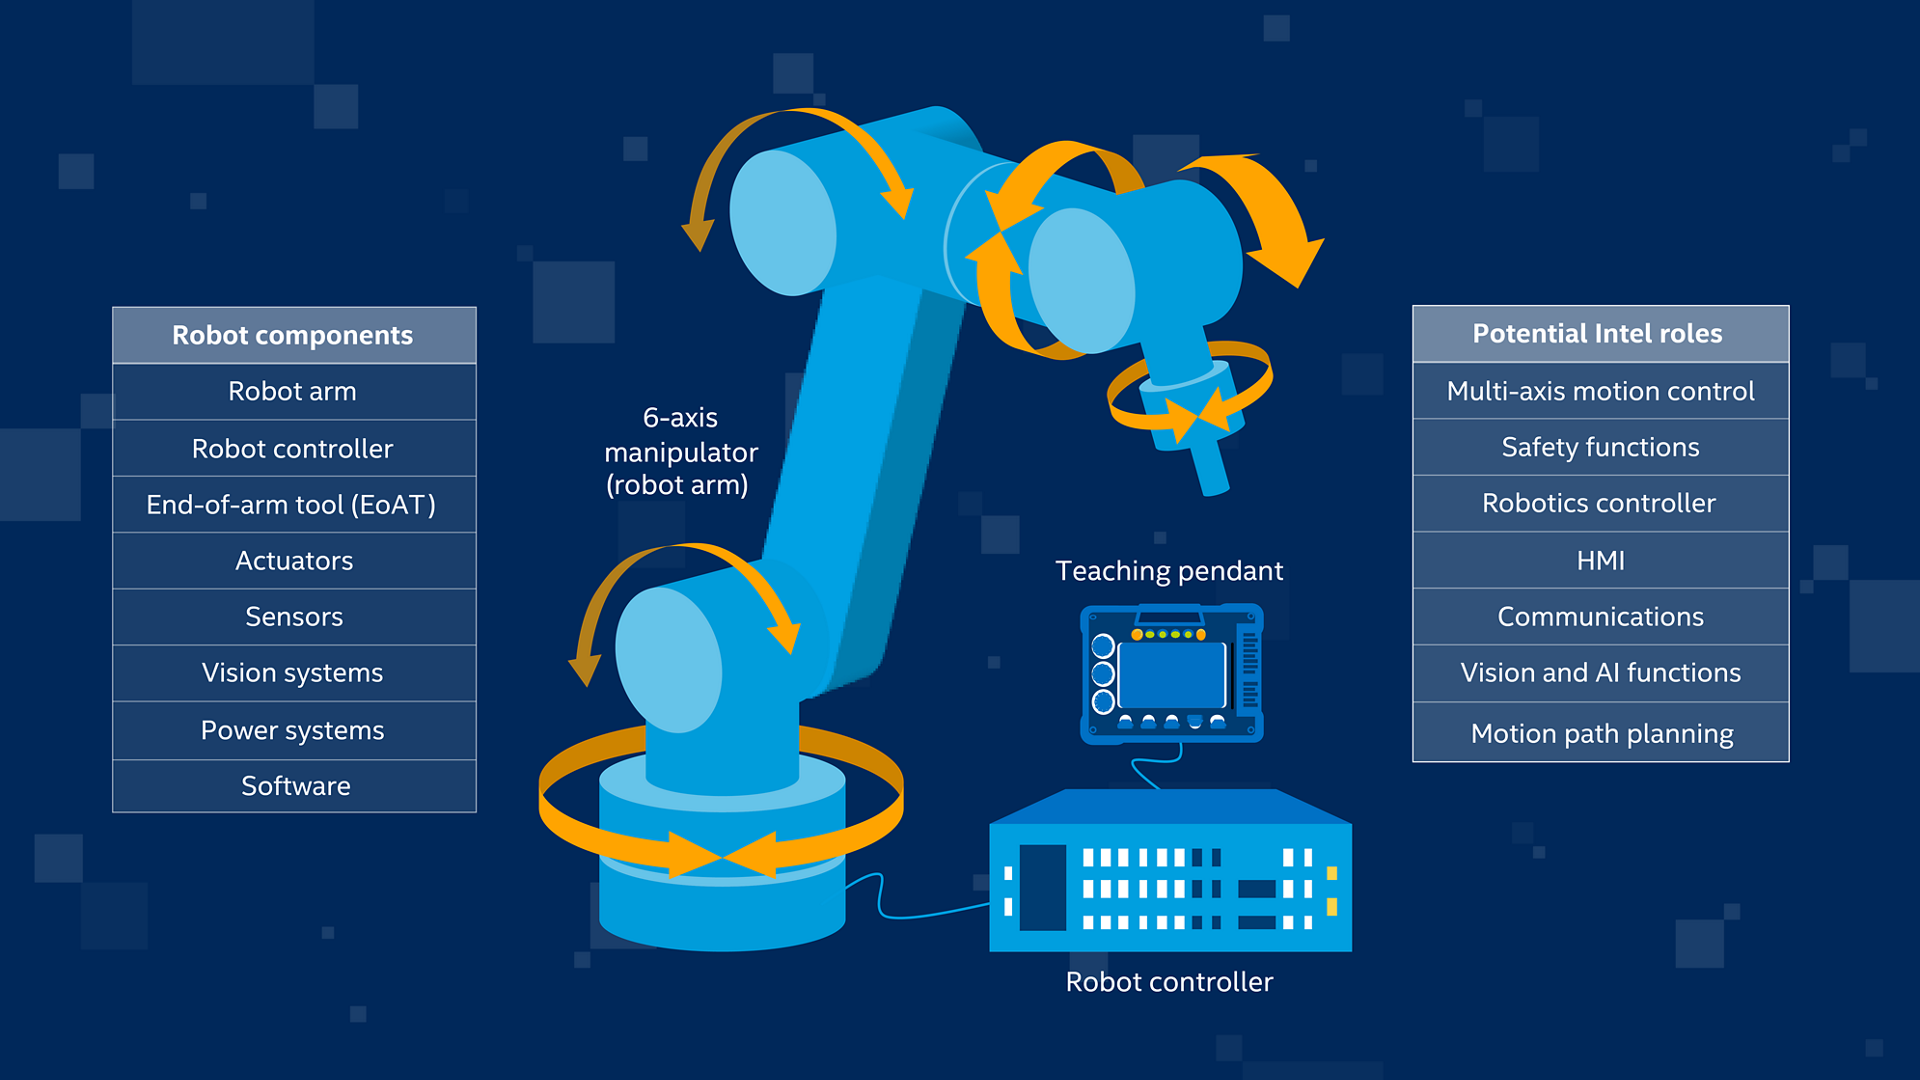 Robot components
Robot arm
Robot controller
End-of-arm tool (EoAT)
Actuators
Sensors
Vision systems
Power systems
Software
6-axis
manipulator
(robot arm)
Teaching pendant
Robot controller
Potential Intel roles
Multi-axis motion control
Safety functions
Robotics controller
HMI
Communications
Vision and AI functions
Motion path planning